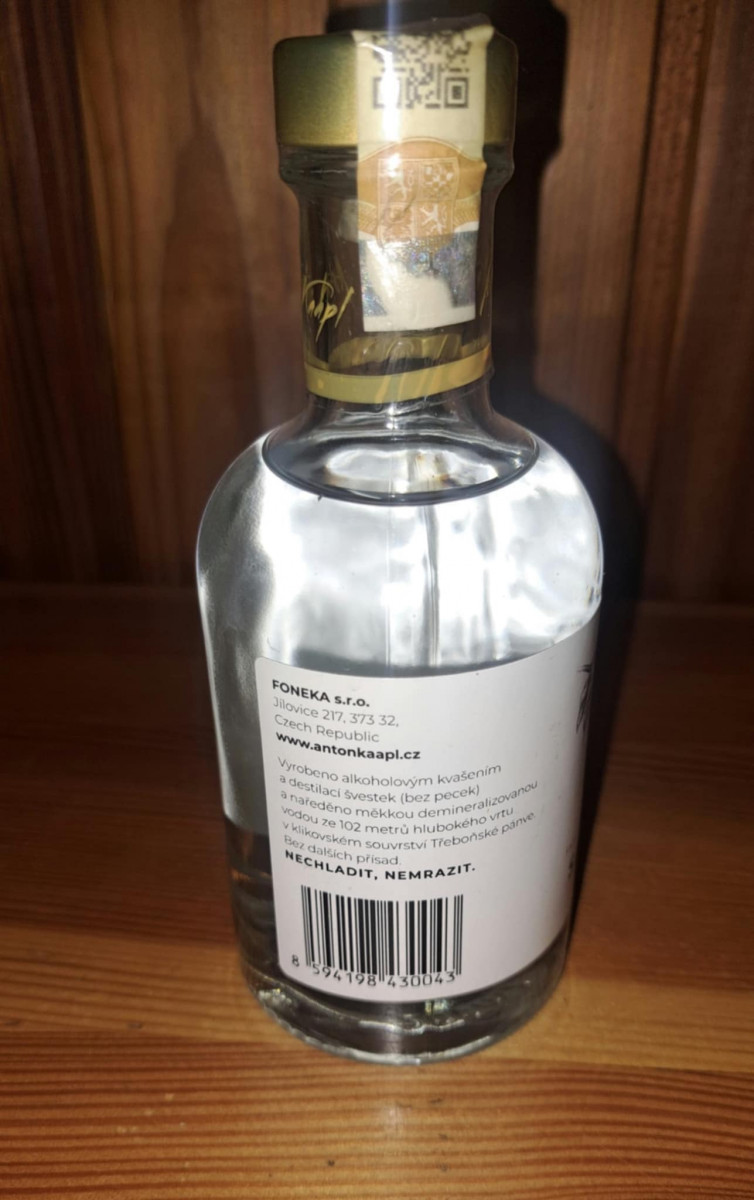 Kaapl
FONEKA s.r.o.
Jílovice 217, 373 32,
Czech Republic
www.antonkaapl.cz
Vyrobeno alkoholovým kvašením
a destilací švestek (bez pecek)
a naředěno měkkou demineralizovanou
vodou ze 102 metrů hlubokého vrtu
v klikovském souvrství Třeboňské pánve.
Bez dalších přísad.
NECHLADIT, NEMRAZIT.
8 594198 430043